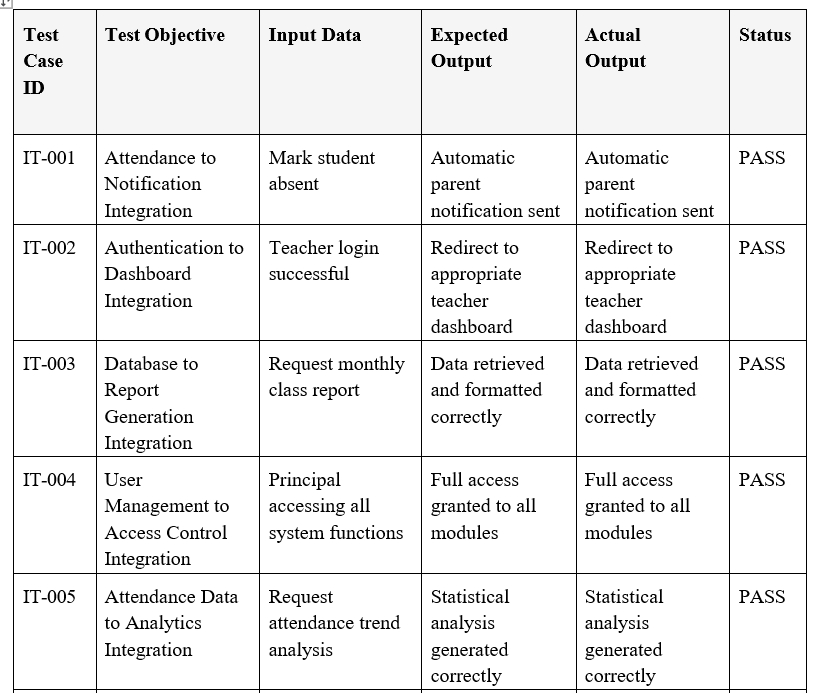 Test Case ID Test Objective Input Data Expected Output Actual Output Status
IT-001 Attendance to Notification Integration Mark student absent Automatic parent notification sent Automatic parent notification sent PASS
IT-002 Authentication to Dashboard Integration Teacher login successful Redirect to appropriate teacher dashboard Redirect to appropriate teacher dashboard PASS
IT-003 Database to Report Generation Integration Request monthly class report Data retrieved and formatted correctly Data retrieved and formatted correctly PASS
IT-004 User Management to Access Control Integration Principal accessing all system functions Full access granted to all modules Full access granted to all modules PASS
IT-005 Attendance Data to Analytics Integration Request attendance trend analysis Statistical analysis generated correctly Statistical analysis generated correctly PASS